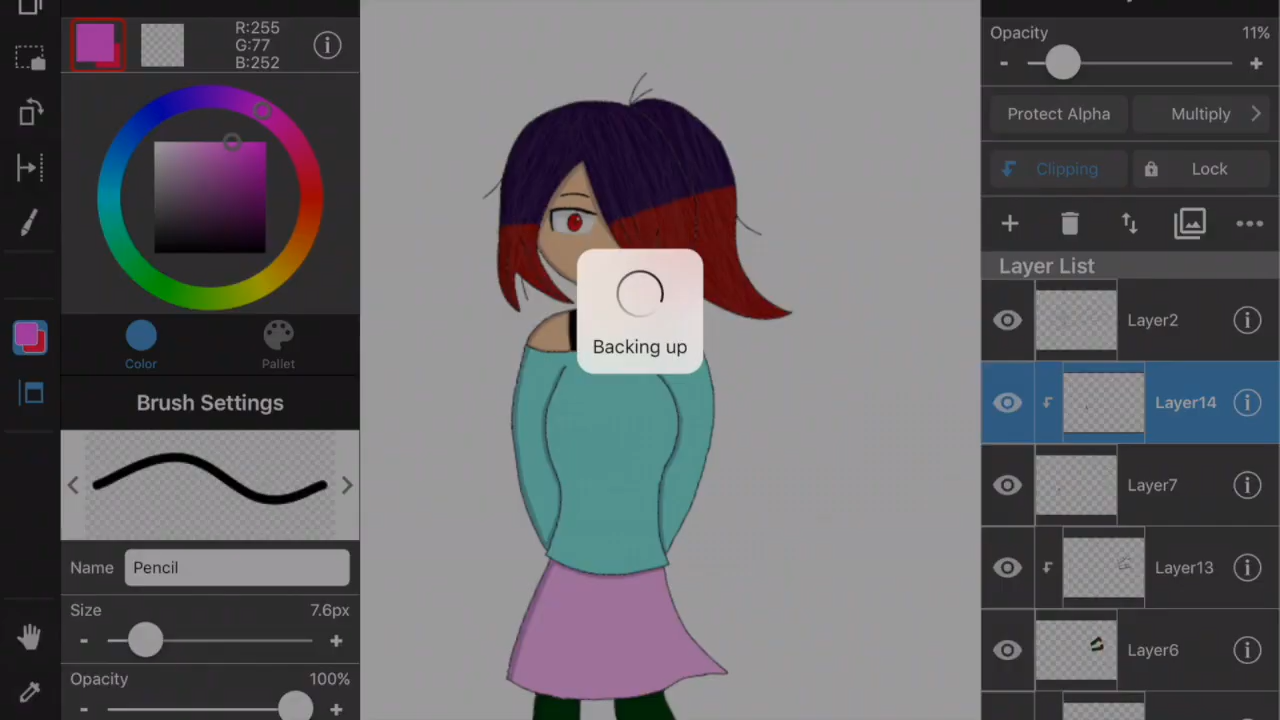 R:255
G:77
B:252
Color
Pallet
Brush Settings
Name
Pencil
Size
7.6px
-
+
Opacity
100%
-
+
Backing up
Opacity
11%
-
+
Protect Alpha
Multiply
Clipping
Lock
Layer List
Layer2
Layer14
Layer7
Layer13
Layer6